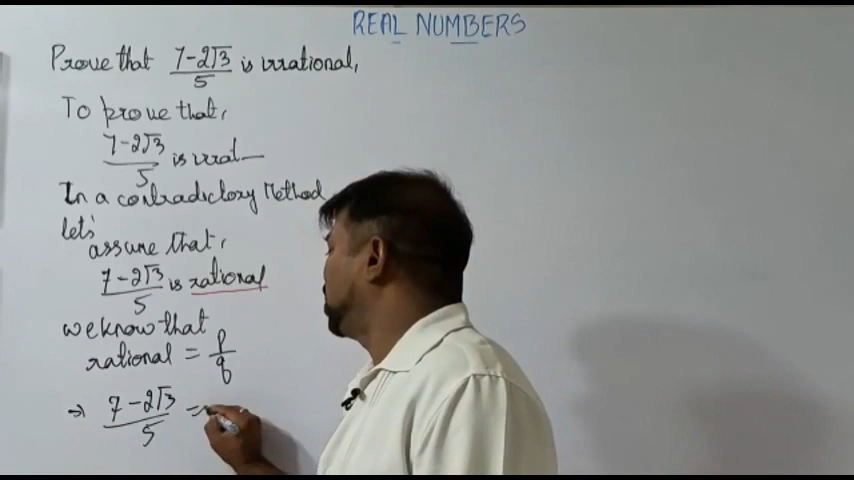 REAL NUMBERS
Prove that 7-2√3/5 is irrational,
To prove that,
7-2√3/5 is irrat—
In a contradictory Method
let's
assume that,
7-2√3/5 is rational
we know that
rational = p/q
⇒ 7-2√3/5 =